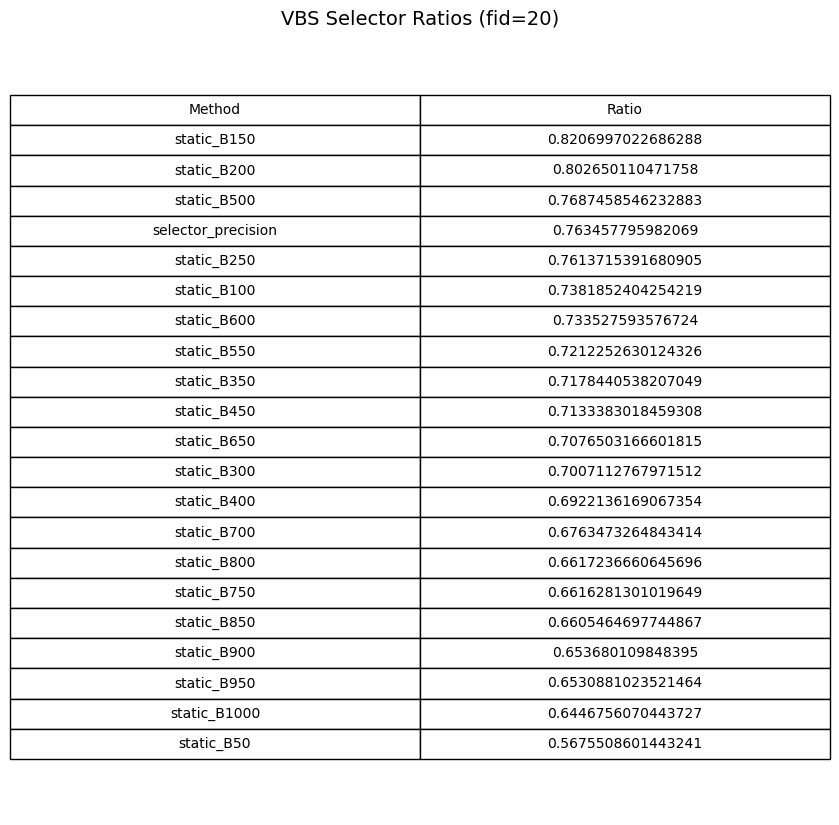 VBS Selector Ratios (fid=20)
Method Ratio
static_B150 0.8206997022686288
static_B200 0.802650110471758
static_B500 0.7687458546232883
selector_precision 0.763457795982069
static_B250 0.7613715391680905
static_B100 0.7381852404254219
static_B600 0.733527593576724
static_B550 0.7212252630124326
static_B350 0.7178440538207049
static_B450 0.7133383018459308
static_B650 0.7076503166601815
static_B300 0.7007112767971512
static_B400 0.6922136169067354
static_B700 0.6763473264843414
static_B800 0.6617236660645696
static_B750 0.6616281301019649
static_B850 0.6605464697744867
static_B900 0.653680109848395
static_B950 0.6530881023521464
static_B1000 0.6446756070443727
static_B50 0.5675508601443241